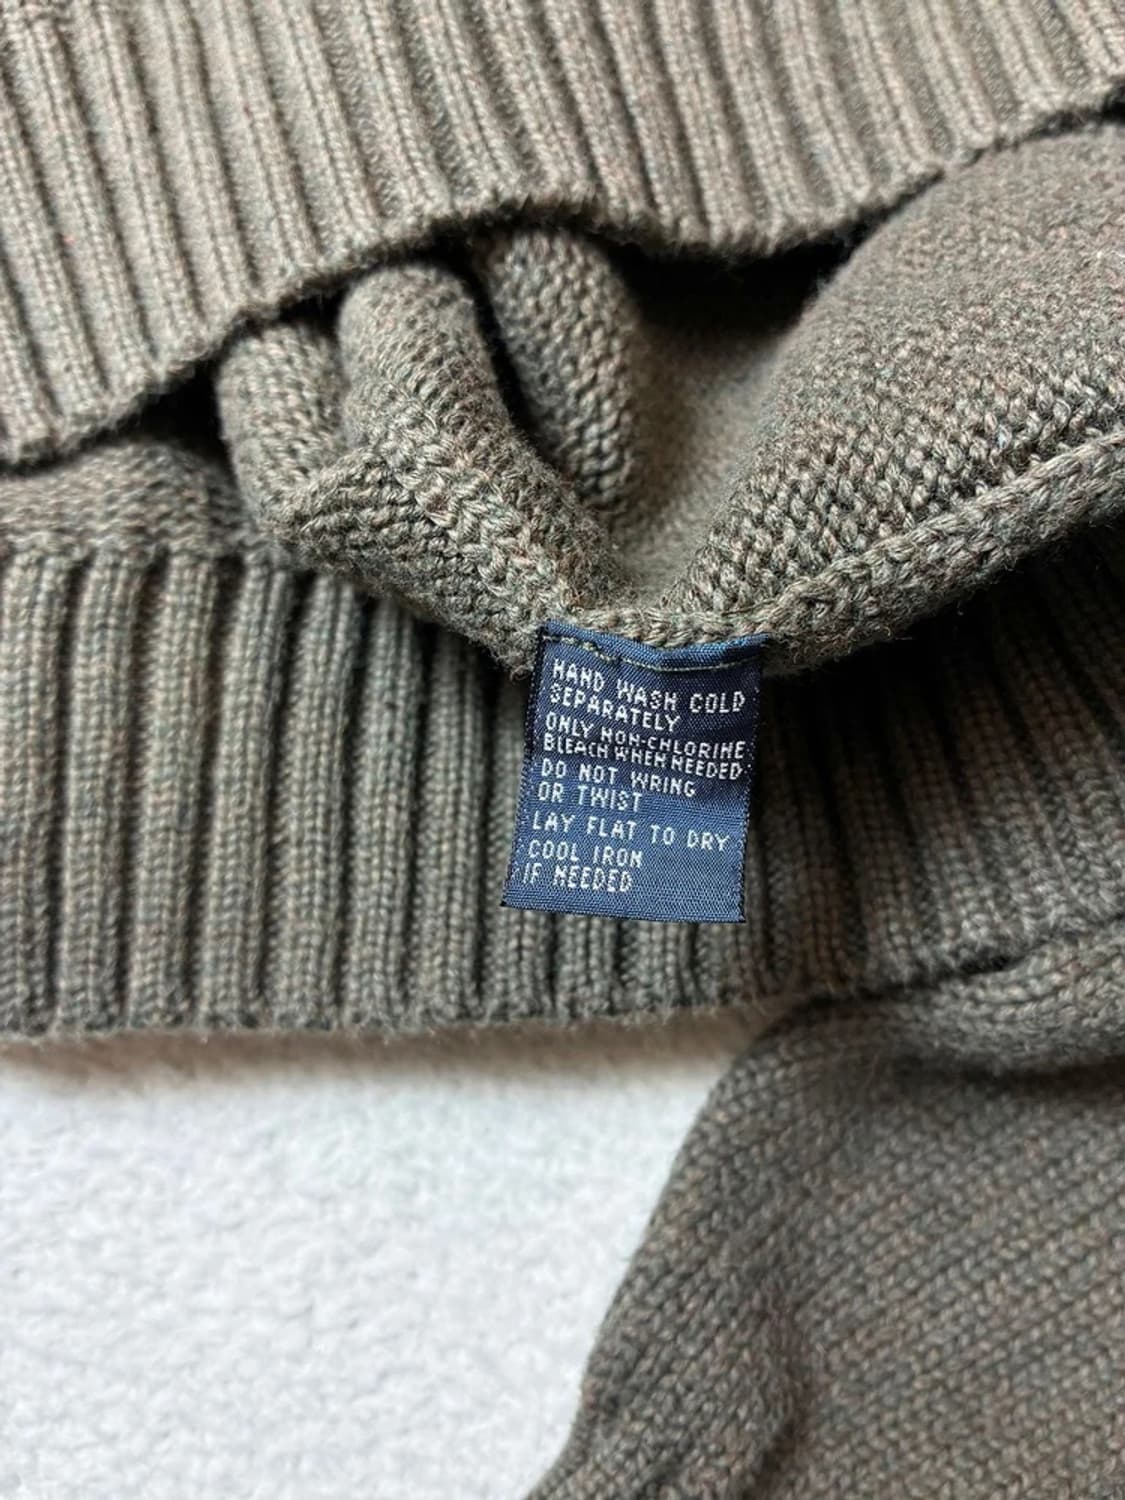 HAND WASH COLD
SEPARATELY
ONLY NON-CHLORINE
BLEACH WHEN NEEDED
DO NOT WRING
OR TWIST
LAY FLAT TO DRY
COOL IRON
IF NEEDED